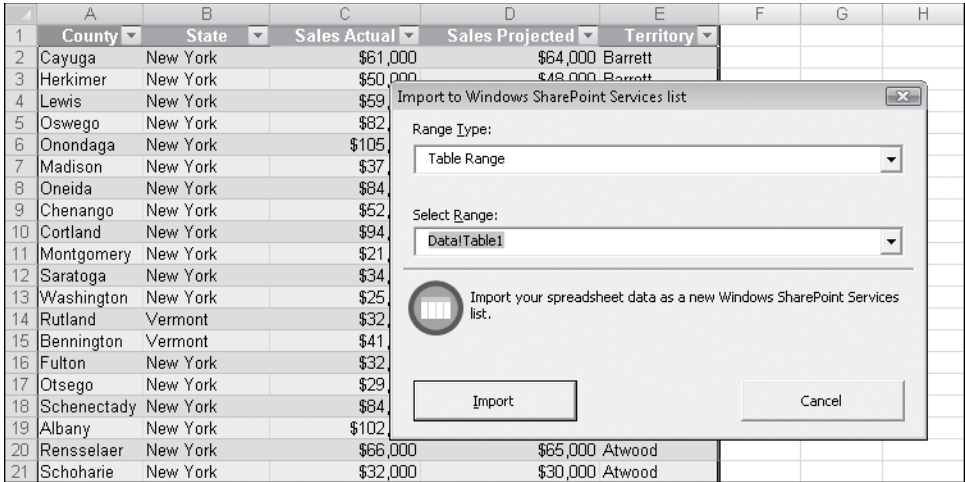 A B C D E F G H
1 County State Sales Actual Sales Projected Territory
2 Cayuga New York $61,000 $64,000 Barrett
3 Herkimer New York $50,000 $48,000 Barrett
4 Lewis New York $59,
5 Oswego New York $82,
6 Onondaga New York $105,
7 Madison New York $37,
8 Oneida New York $84,
9 Chenango New York $52,
10 Cortland New York $94,
11 Montgomery New York $21,
12 Saratoga New York $34,
13 Washington New York $25,
14 Rutland Vermont $32,
15 Bennington Vermont $41,
16 Fulton New York $32,
17 Otsego New York $29,
18 Schenectady New York $84,
19 Albany New York $102,
20 Rensselaer New York $66,000 $65,000 Atwood
21 Schoharie New York $32,000 $30,000 Atwood
Import to Windows SharePoint Services list
Range Type:
Table Range
Select Range:
Data!Table1
Import your spreadsheet data as a new Windows SharePoint Services
list.
Import Cancel